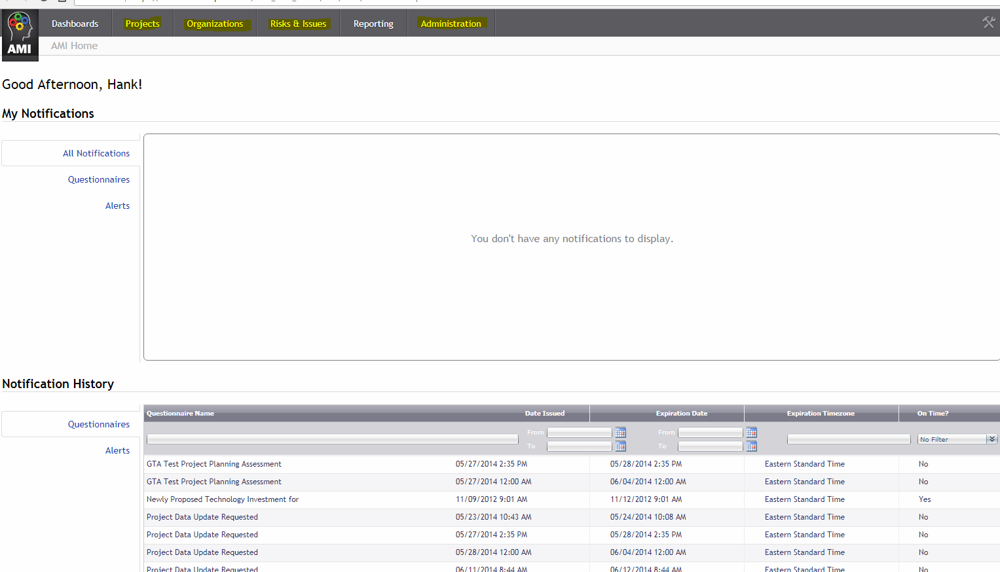 Dashboards Projects Organizations Risks & Issues Reporting Administration
AMI
AMI Home
Good Afternoon, Hank!
My Notifications
All Notifications
Questionnaires
Alerts
You don't have any notifications to display.
Notification History
Questionnaires
Alerts
Questionnaire Name Date Issued Expiration Date Expiration Timezone On Time?
From From
To To
No Filter
GTA Test Project Planning Assessment 05/27/2014 2:35 PM 05/28/2014 2:35 PM Eastern Standard Time No
GTA Test Project Planning Assessment 05/27/2014 12:00 AM 06/04/2014 12:00 AM Eastern Standard Time No
Newly Proposed Technology Investment for 11/09/2012 9:01 AM 11/12/2012 9:01 AM Eastern Standard Time Yes
Project Data Update Requested 05/23/2014 10:43 AM 05/24/2014 10:08 AM Eastern Standard Time No
Project Data Update Requested 05/27/2014 2:35 PM 05/28/2014 2:35 PM Eastern Standard Time No
Project Data Update Requested 05/28/2014 12:00 AM 06/04/2014 12:00 AM Eastern Standard Time No
Project Data Update Requested 06/11/2014 8:44 AM 06/12/2014 8:44 AM Eastern Standard Time No